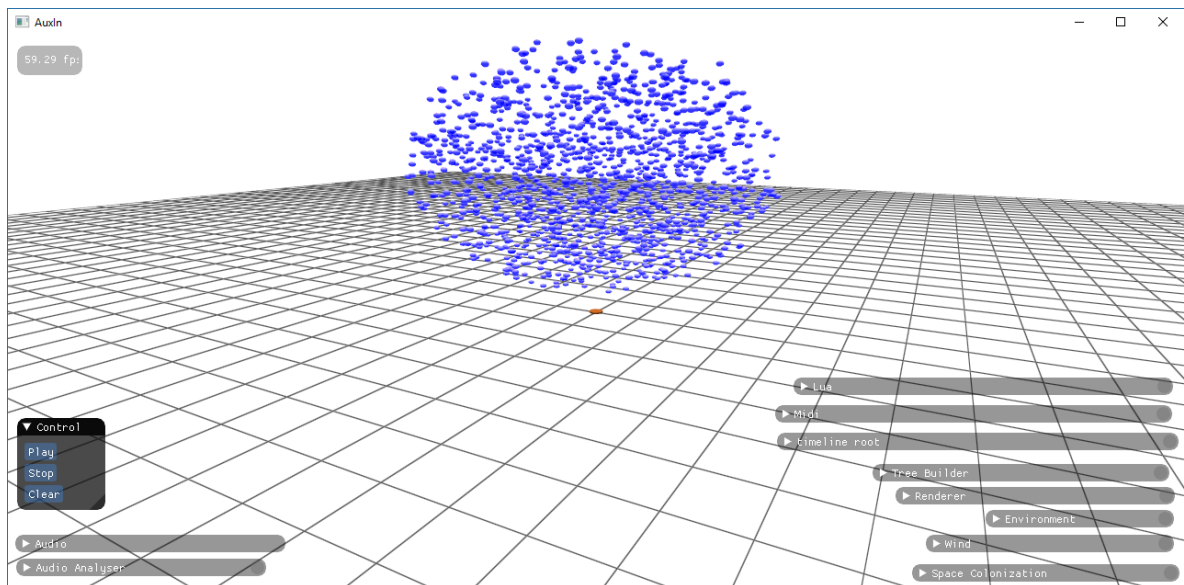 AuxIn
59.29 fps
Lua
Midi
timeline root
Control
Play
Stop
Clear
Tree Builder
Renderer
Environment
Wind
Space Colonization
Audio
Audio Analyser